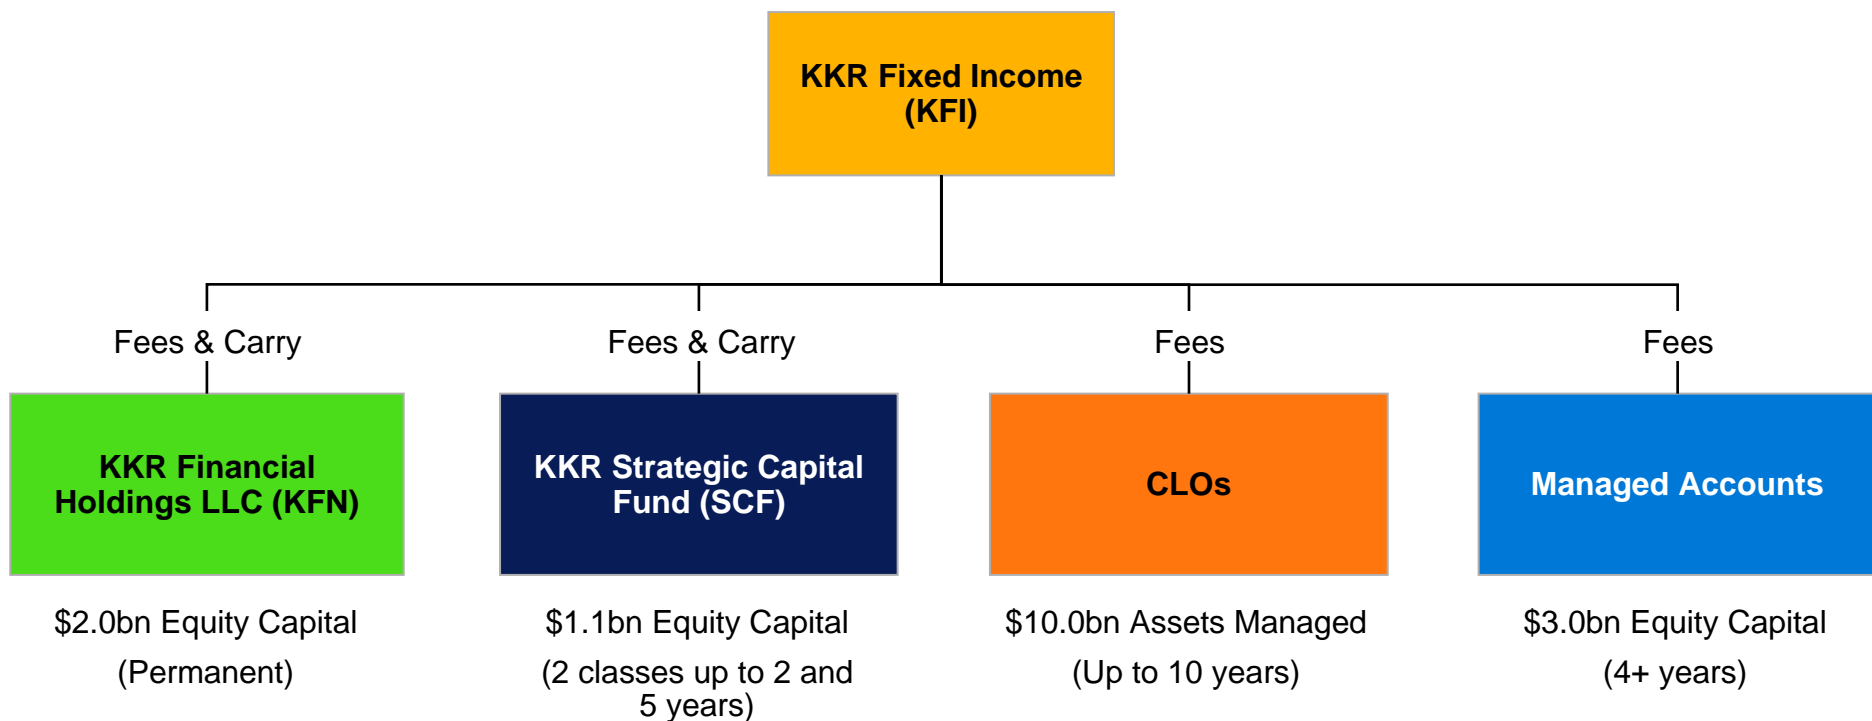 KKR Fixed Income
(KFI)
Fees & Carry
Fees & Carry
Fees
Fees
KKR Financial
Holdings LLC (KFN)
KKR Strategic Capital
Fund (SCF)
CLOs
Managed Accounts
$2.0bn Equity Capital
(Permanent)
$1.1bn Equity Capital
(2 classes up to 2 and
5 years)
$10.0bn Assets Managed
(Up to 10 years)
$3.0bn Equity Capital
(4+ years)